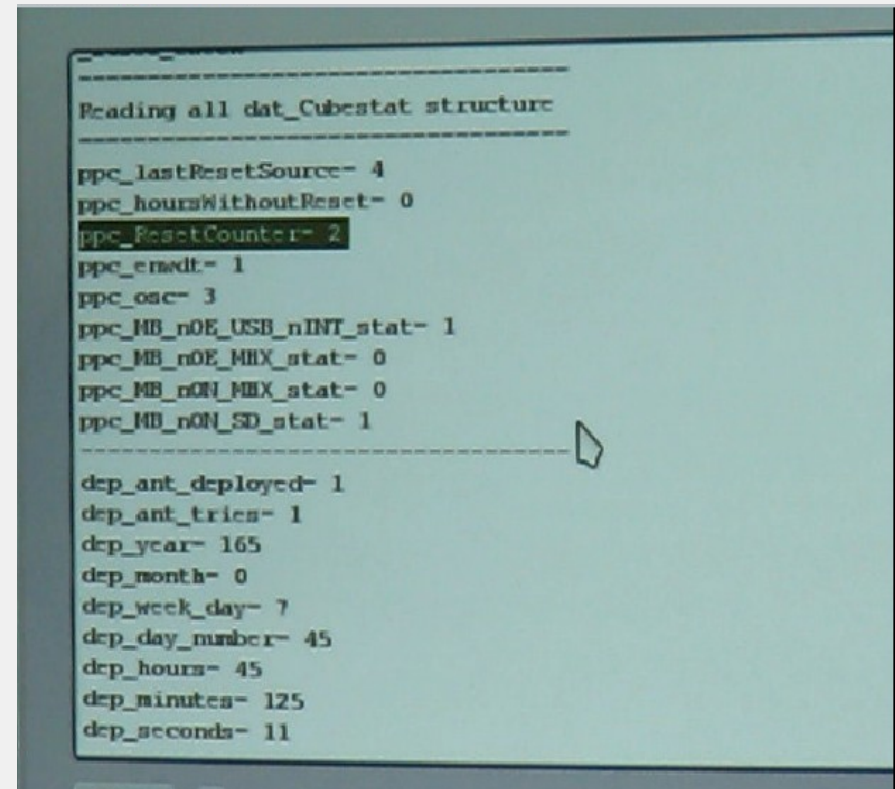 ---------------------------------
Reading all dat_Cubestat structure
---------------------------------
ppc_lastResetSource= 4
ppc_hoursWithoutReset= 0
ppc_ResetCounter= 2
ppc_enwdt= 1
ppc_osc= 3
ppc_MB_nOE_USB_nINT_stat= 1
ppc_MB_nOE_MHX_stat= 0
ppc_MB_nON_MHX_stat= 0
ppc_MB_nON_SD_stat= 1
---------------------------------
dep_ant_deployed= 1
dep_ant_tries= 1
dep_year= 165
dep_month= 0
dep_week_day= 7
dep_day_number= 45
dep_hours= 45
dep_minutes= 125
dep_seconds= 11